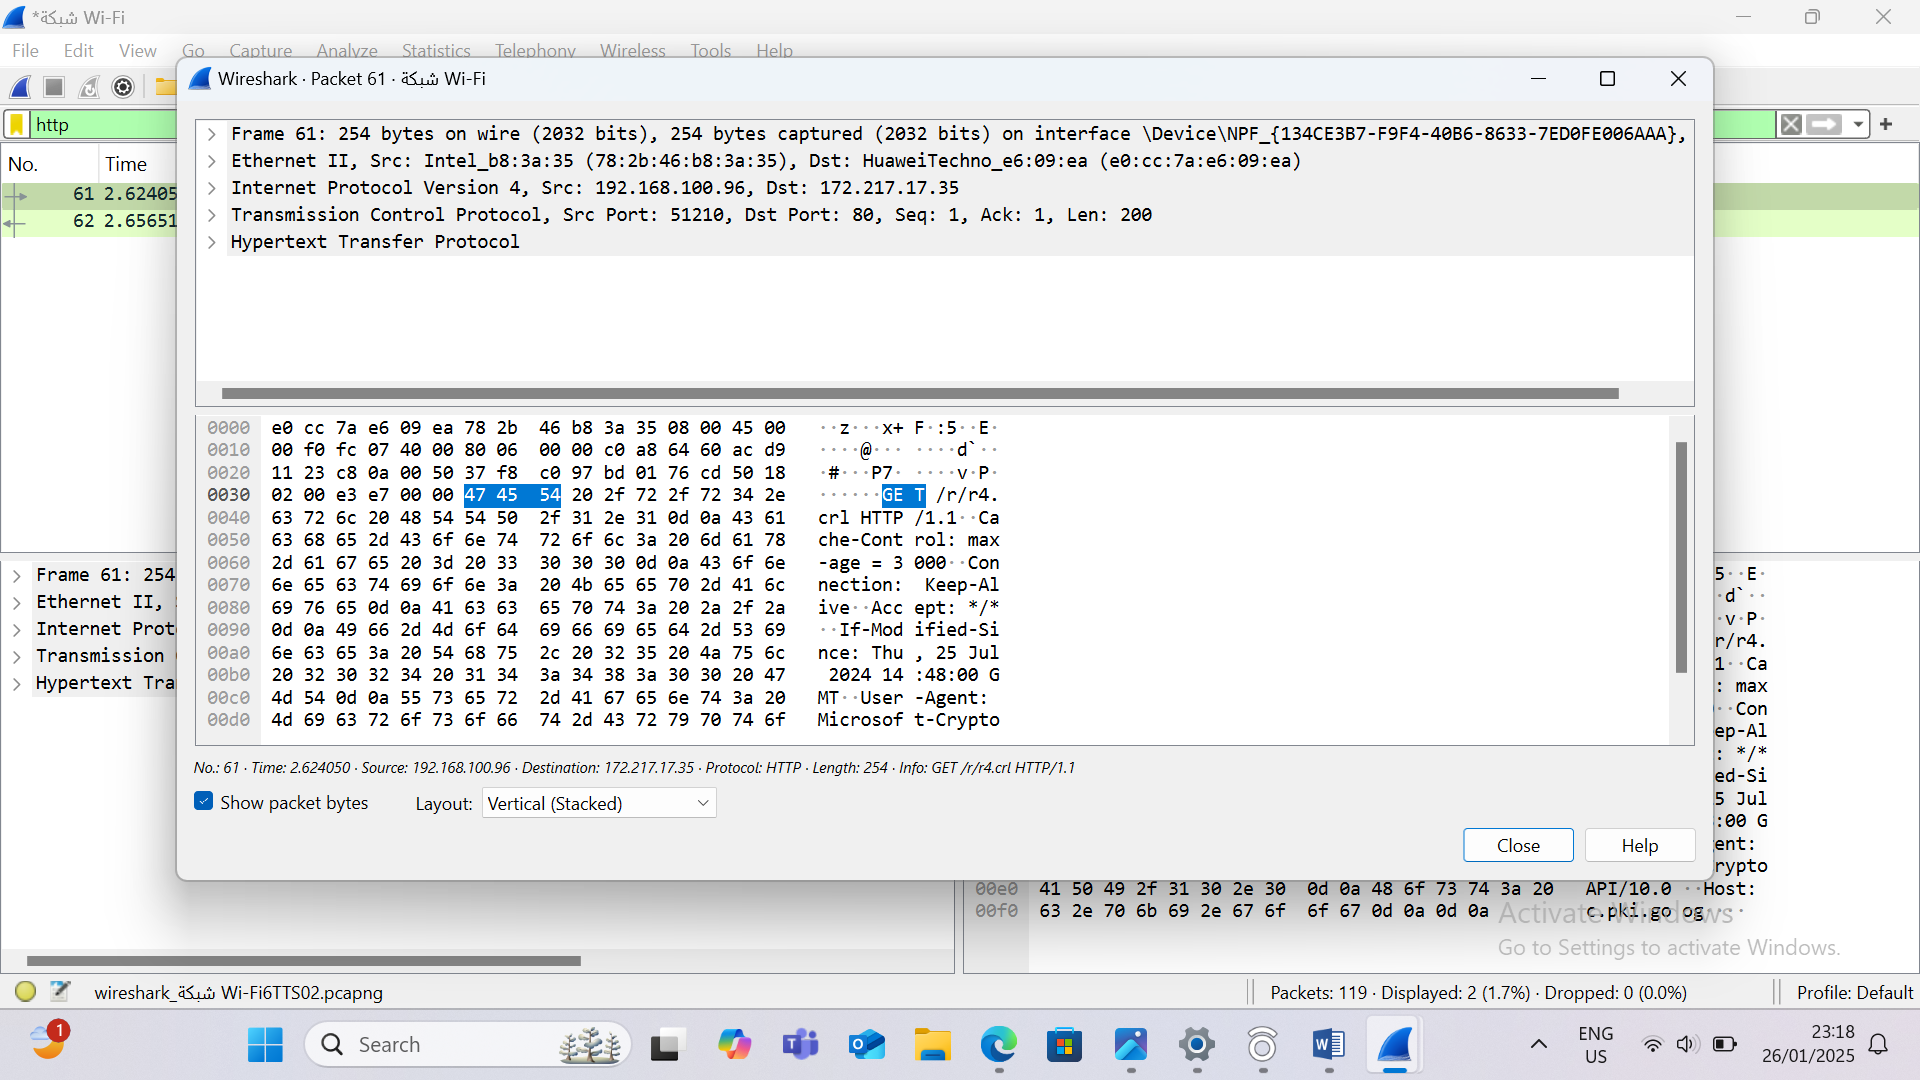 *شبكة Wi-Fi
File Edit View Go Capture Analyze Statistics Telephony Wireless Tools Help
Wireshark · Packet 61 · شبكة Wi-Fi
http
No. Time
61 2.62405
62 2.65651
Frame 61: 254 bytes on wire (2032 bits), 254 bytes captured (2032 bits) on interface \Device\NPF_{134CE3B7-F9F4-40B6-8633-7ED0FE006AAA},
Ethernet II, Src: Intel_b8:3a:35 (78:2b:46:b8:3a:35), Dst: HuaweiTechno_e6:09:ea (e0:cc:7a:e6:09:ea)
Internet Protocol Version 4, Src: 192.168.100.96, Dst: 172.217.17.35
Transmission Control Protocol, Src Port: 51210, Dst Port: 80, Seq: 1, Ack: 1, Len: 200
Hypertext Transfer Protocol
0000 e0 cc 7a e6 09 ea 78 2b 46 b8 3a 35 08 00 45 00 ··z···x+ F·:5··E·
0010 00 f0 fc 07 40 00 80 06 00 00 c0 a8 64 60 ac d9 ····@··· ····d`··
0020 11 23 c8 0a 00 50 37 f8 c0 97 bd 01 76 cd 50 18 ·#···P7· ····v·P·
0030 02 00 e3 e7 00 00 47 45 54 20 2f 72 2f 72 34 2e ······GE T /r/r4.
0040 63 72 6c 20 48 54 54 50 2f 31 2e 31 0d 0a 43 61 crl HTTP /1.1··Ca
0050 63 68 65 2d 43 6f 6e 74 72 6f 6c 3a 20 6d 61 78 che-Cont rol: max
0060 2d 61 67 65 20 3d 20 33 30 30 30 0d 0a 43 6f 6e -age = 3 000··Con
0070 6e 65 63 74 69 6f 6e 3a 20 4b 65 65 70 2d 41 6c nection: Keep-Al
0080 69 76 65 0d 0a 41 63 63 65 70 74 3a 20 2a 2f 2a ive··Acc ept: */*
0090 0d 0a 49 66 2d 4d 6f 64 69 66 69 65 64 2d 53 69 ··If-Mod ified-Si
00a0 6e 63 65 3a 20 54 68 75 2c 20 32 35 20 4a 75 6c nce: Thu , 25 Jul
00b0 20 32 30 32 34 20 31 34 3a 34 38 3a 30 30 20 47 2024 14 :48:00 G
00c0 4d 54 0d 0a 55 73 65 72 2d 41 67 65 6e 74 3a 20 MT··User -Agent:
00d0 4d 69 63 72 6f 73 6f 66 74 2d 43 72 79 70 74 6f Microsof t-Crypto
No.: 61 · Time: 2.624050 · Source: 192.168.100.96 · Destination: 172.217.17.35 · Protocol: HTTP · Length: 254 · Info: GET /r/r4.crl HTTP/1.1
Show packet bytes Layout: Vertical (Stacked)
Close Help
Frame 61: 254
Ethernet II,
Internet Prot
Transmission
Hypertext Tra
5··E·
·d`··
·v·P·
r/r4.
1··Ca
: max
··Con
ep-Al
: */*
ed-Si
5 Jul
:00 G
ent:
rypto
00e0 41 50 49 2f 31 30 2e 30 0d 0a 48 6f 73 74 3a 20 API/10.0 ··Host:
00f0 63 2e 70 6b 69 2e 67 6f 6f 67 0d 0a 0d 0a c.pki.go og····
Activate Windows
Go to Settings to activate Windows.
wireshark_شبكة Wi-Fi6TTS02.pcapng
Packets: 119 · Displayed: 2 (1.7%) · Dropped: 0 (0.0%)
Profile: Default
1
Search
ENG
US
23:18
26/01/2025